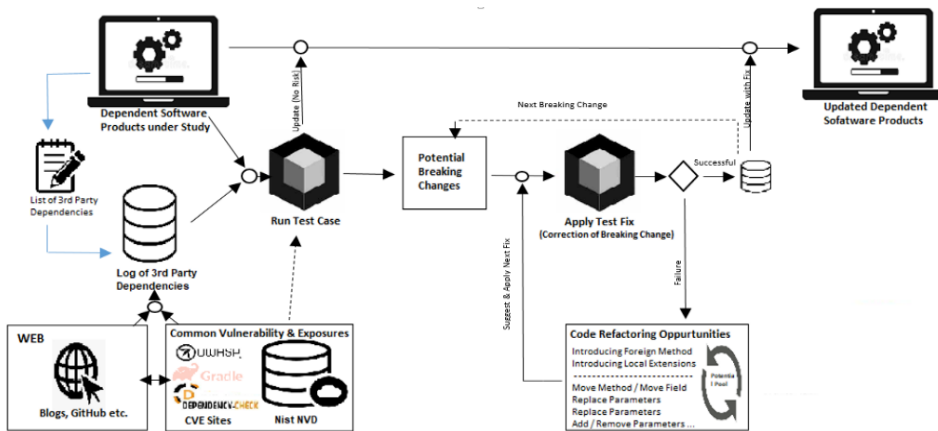 Dependent Software
Products under Study
Updated Dependent
Sofatware Products
Update (No Risk)
Update with Fix
Next Breaking Change
List of 3rd Party
Dependencies
Run Test Case
Potential
Breaking
Changes
Successful
Apply Test Fix
(Correction of Breaking Change)
Log of 3rd Party
Dependencies
Suggest & Apply Next Fix
Failure
WEB
Blogs, GitHub etc.
Common Vulnerability & Exposures
Gradle
DEPENDENCY-CHECK
CVE Sites
Nist NVD
Code Refactoring Oppurtunities
Introducing Foreign Method
Introducing Local Extensions
Move Method / Move Field
Replace Parameters
Replace Parameters
Add / Remove Parameters ...
Potentia
l Pool